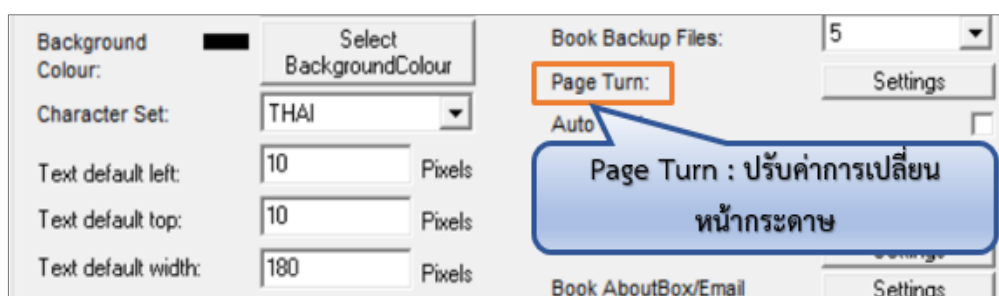 Background
Colour:
Select
BackgroundColour
Character Set:
THAI
Text default left:
10
Pixels
Text default top:
10
Pixels
Text default width:
180
Pixels
Book Backup Files:
5
Page Turn:
Settings
Auto
Page Turn : ปรับค่าการเปลี่ยน
หน้ากระดาษ
Settings
Book AboutBox/Email
Settings